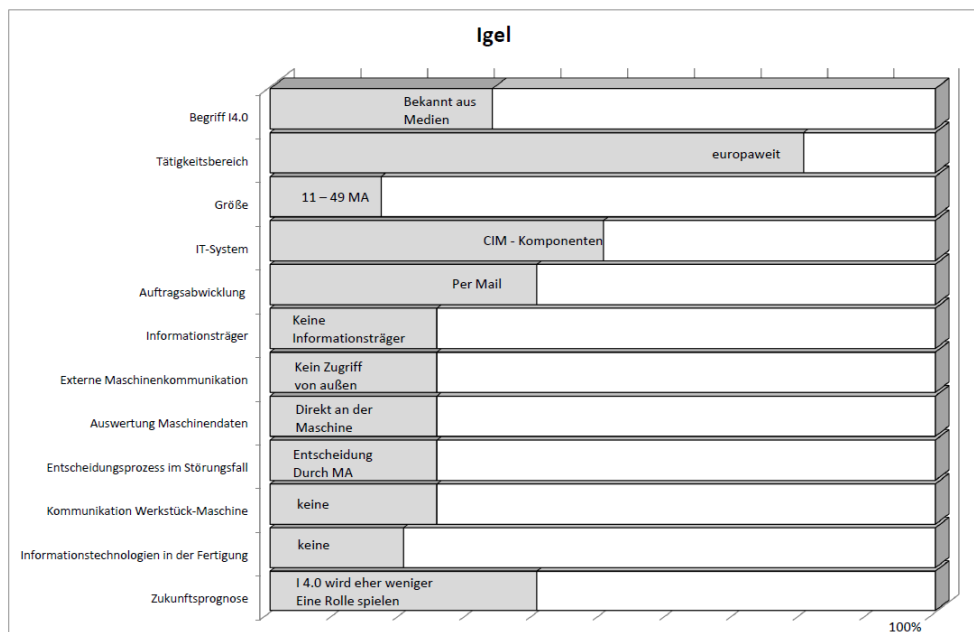 Igel
Begriff I4.0
Bekannt aus
Medien
Tätigkeitsbereich
europaweit
Größe
11 – 49 MA
IT-System
CIM - Komponenten
Auftragsabwicklung
Per Mail
Informationsträger
Keine
Informationsträger
Externe Maschinenkommunikation
Kein Zugriff
von außen
Auswertung Maschinendaten
Direkt an der
Maschine
Entscheidungsprozess im Störungsfall
Entscheidung
Durch MA
Kommunikation Werkstück-Maschine
keine
Informationstechnologien in der Fertigung
keine
Zukunftsprognose
I 4.0 wird eher weniger
Eine Rolle spielen
100%